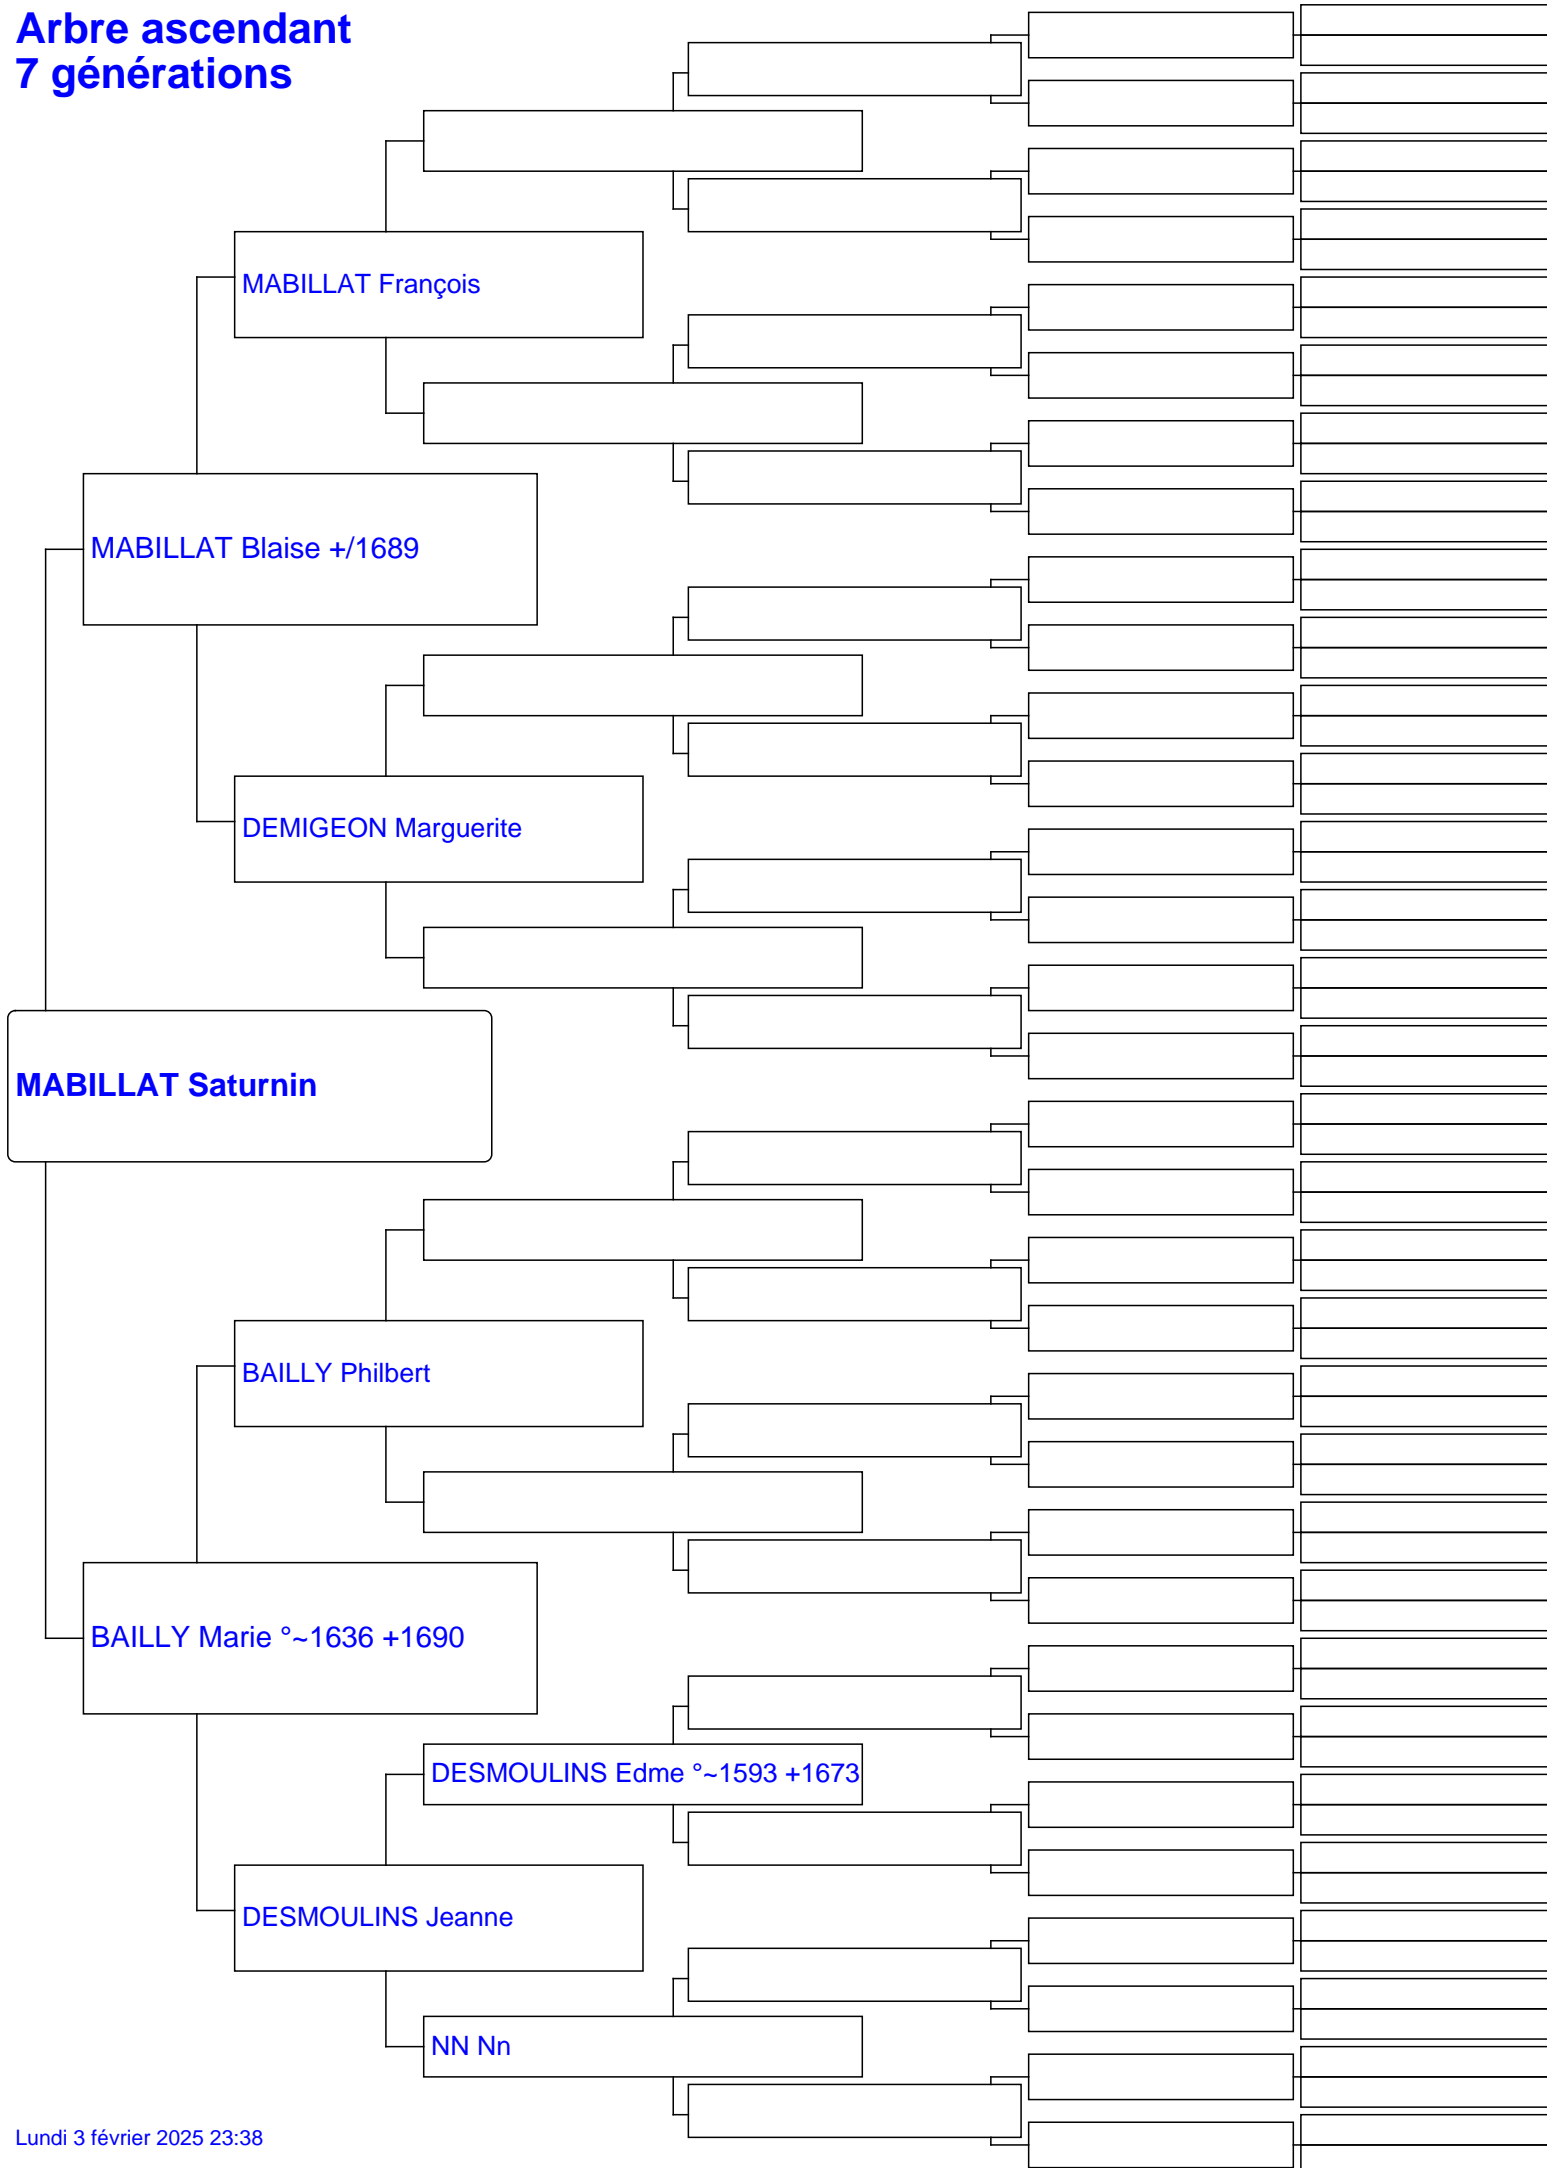 Arbre ascendant
7 générations
MABILLAT François
MABILLAT Blaise +/1689
DEMIGEON Marguerite
MABILLAT Saturnin
BAILLY Philbert
BAILLY Marie °~1636 +1690
DESMOULINS Edme °~1593 +1673
DESMOULINS Jeanne
NN Nn
Lundi 3 février 2025 23:38